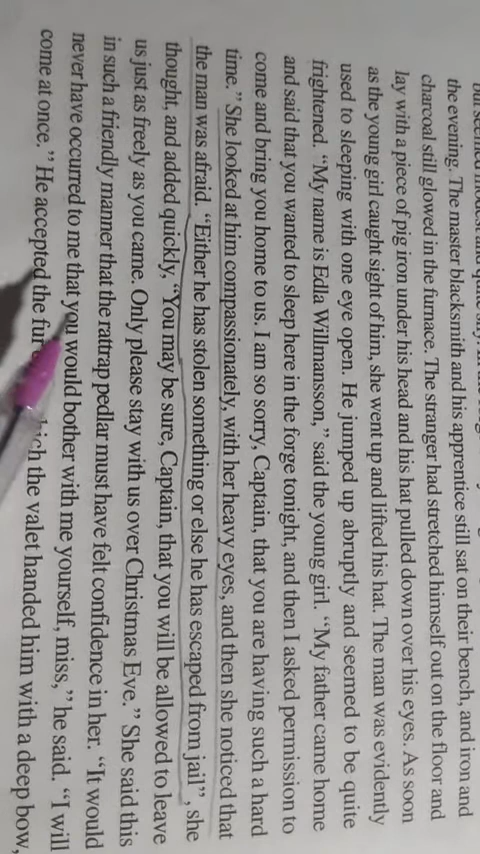 the evening. The master blacksmith and his apprentice still sat on their bench, and iron and
charcoal still glowed in the furnace. The stranger had stretched himself out on the floor and
lay with a piece of pig iron under his head and his hat pulled down over his eyes. As soon
as the young girl caught sight of him, she went up and lifted his hat. The man was evidently
used to sleeping with one eye open. He jumped up abruptly and seemed to be quite
frightened. “My name is Edla Willmansson,” said the young girl. “My father came home
and said that you wanted to sleep here in the forge tonight, and then I asked permission to
come and bring you home to us. I am so sorry, Captain, that you are having such a hard
time.” She looked at him compassionately, with her heavy eyes, and then she noticed that
the man was afraid. “Either he has stolen something or else he has escaped from jail”, she
thought, and added quickly, “You may be sure, Captain, that you will be allowed to leave
us just as freely as you came. Only please stay with us over Christmas Eve.” She said this
in such a friendly manner that the rattrap pedlar must have felt confidence in her. “It would
never have occurred to me that you would bother with me yourself, miss,” he said. “I will
come at once.” He accepted the the valet handed him with a deep bow,